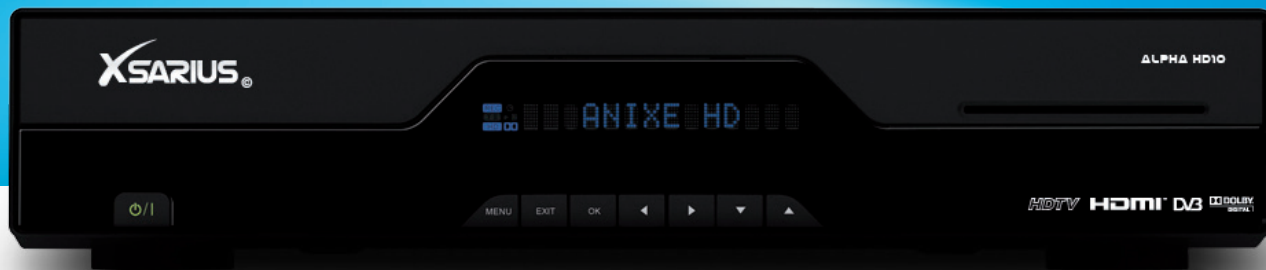 XSARIUS©
ALPHA HD10
ANIXE HD
MENU EXIT OK
HDTV HDMI DVB DOLBY DIGITAL